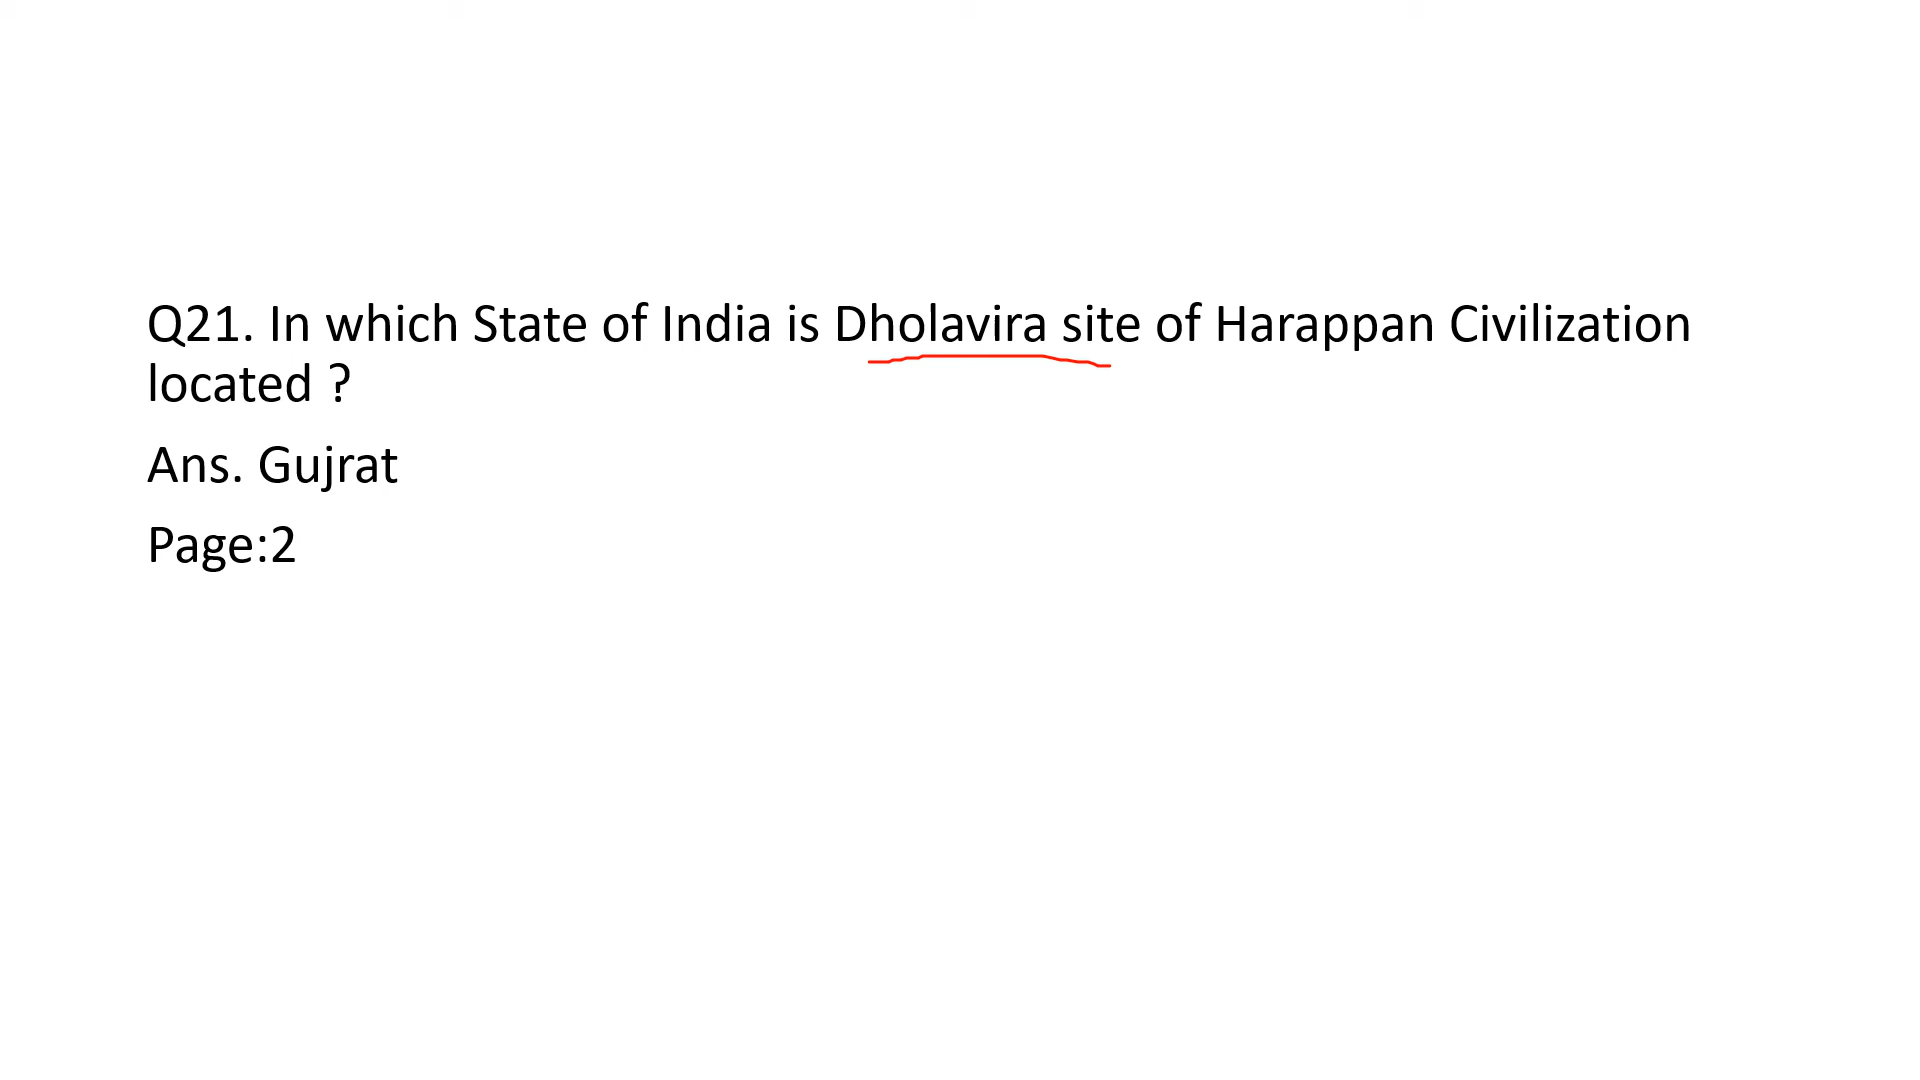 Q21. In which State of India is Dholavira site of Harappan Civilization
located ?
Ans. Gujrat
Page:2